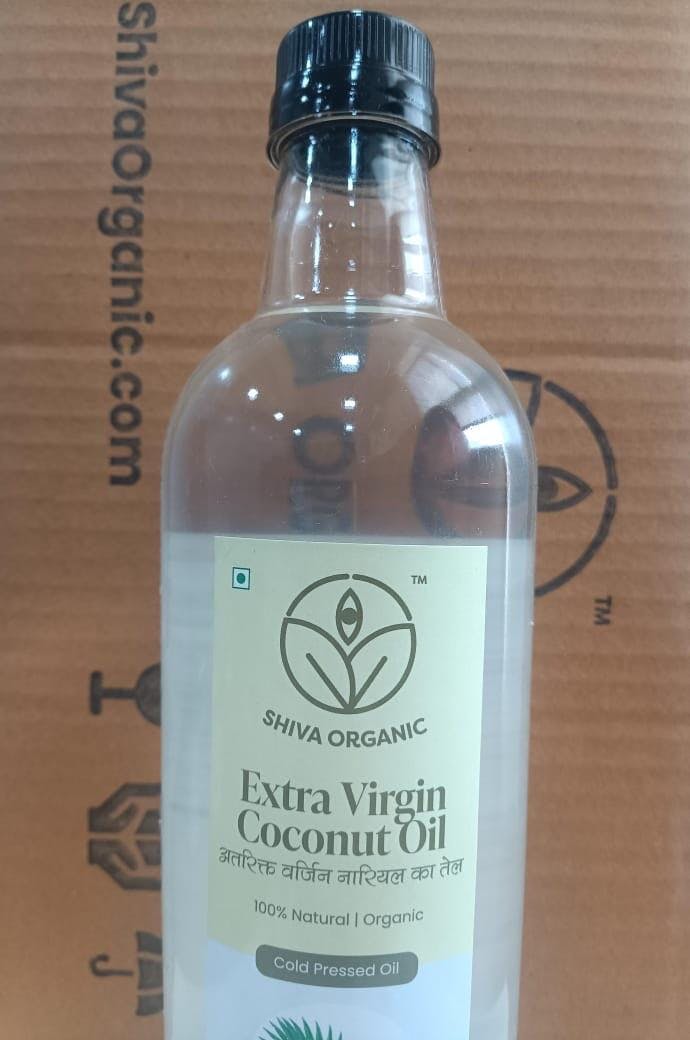 ShivaOrganic.com
TM
TM
SHIVA ORGANIC
Extra Virgin
Coconut Oil
अतरिक्त वर्जिन नारियल का तेल
100% Natural | Organic
Cold Pressed Oil